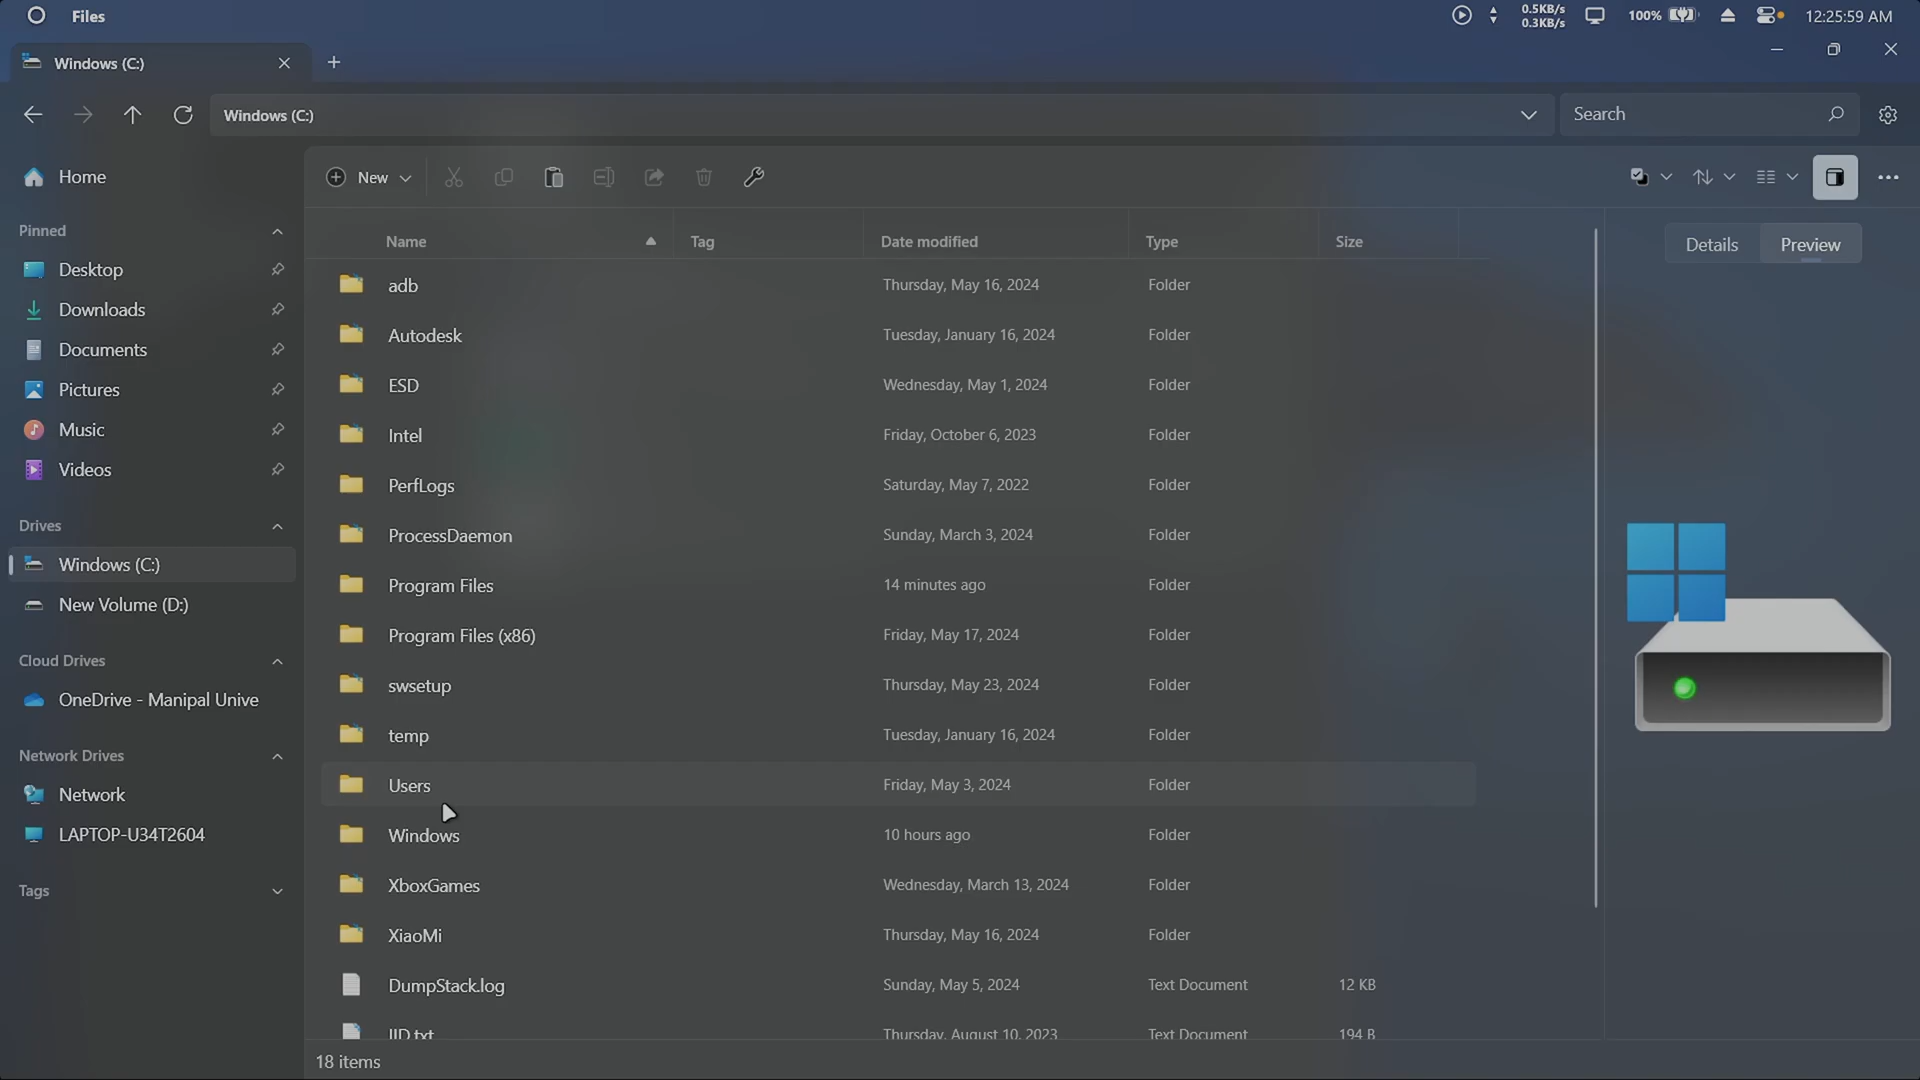 Files
0.5KB/s
0.3KB/s
100%
12:25:59 AM
Windows (C:)
Windows (C:)
Search
Home
Pinned
Desktop
Downloads
Documents
Pictures
Music
Videos
Drives
Windows (C:)
New Volume (D:)
Cloud Drives
OneDrive - Manipal Unive
Network Drives
Network
LAPTOP-U34T2604
Tags
New
Name Tag Date modified Type Size
adb Thursday, May 16, 2024 Folder
Autodesk Tuesday, January 16, 2024 Folder
ESD Wednesday, May 1, 2024 Folder
Intel Friday, October 6, 2023 Folder
PerfLogs Saturday, May 7, 2022 Folder
ProcessDaemon Sunday, March 3, 2024 Folder
Program Files 14 minutes ago Folder
Program Files (x86) Friday, May 17, 2024 Folder
swsetup Thursday, May 23, 2024 Folder
temp Tuesday, January 16, 2024 Folder
Users Friday, May 3, 2024 Folder
Windows 10 hours ago Folder
XboxGames Wednesday, March 13, 2024 Folder
XiaoMi Thursday, May 16, 2024 Folder
DumpStack.log Sunday, May 5, 2024 Text Document 12 KB
IID.txt Thursday, August 10, 2023 Text Document 194 B
18 items
Details
Preview